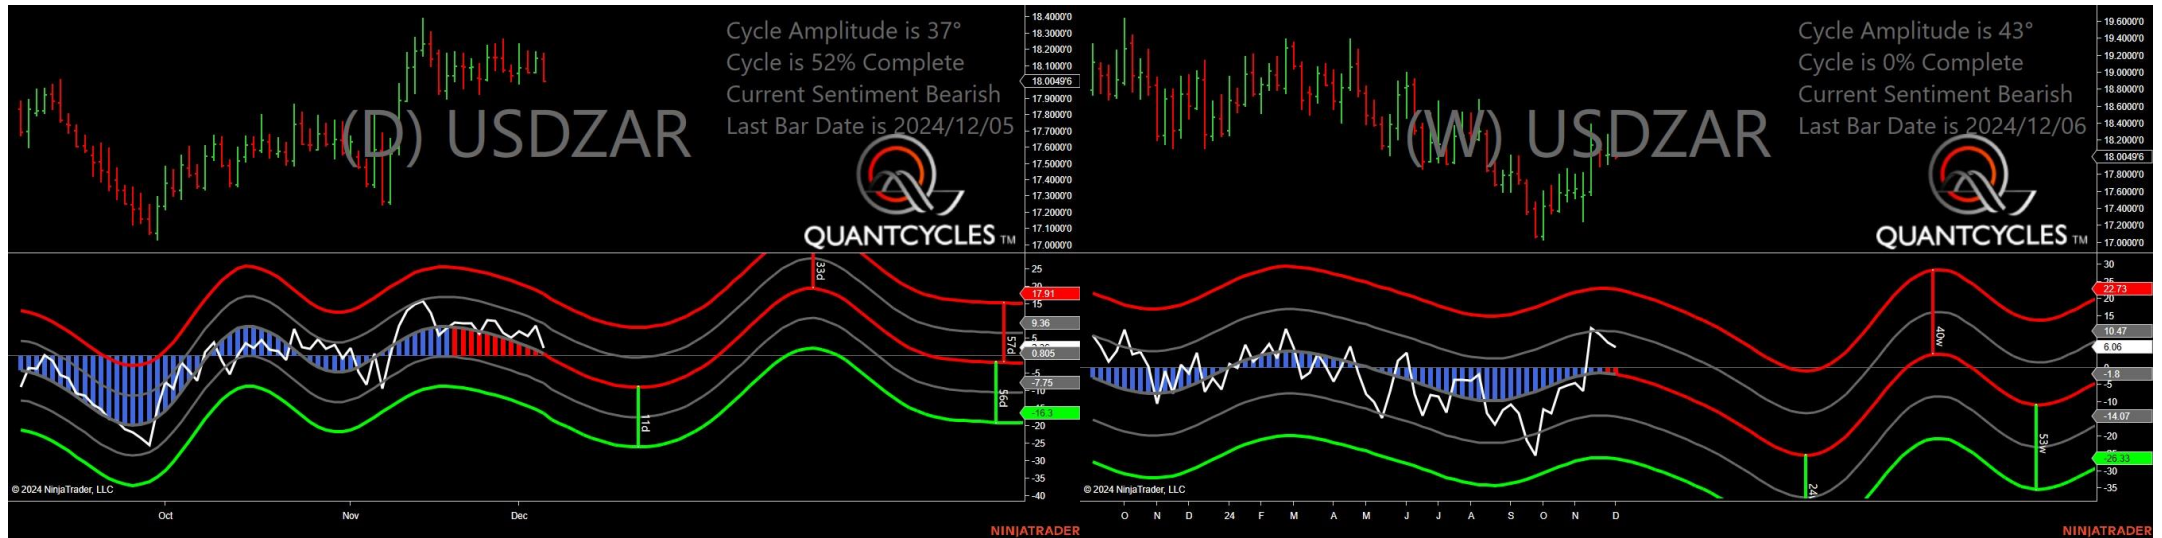 Cycle Amplitude is 37°
Cycle is 52% Complete
Current Sentiment Bearish
Last Bar Date is 2024/12/05
(D) USDZAR
QUANTCYCLES TM
18.4000'0
18.3000'0
18.2000'0
18.1000'0
18.0049'6
17.9000'0
17.8000'0
17.7000'0
17.6000'0
17.5000'0
17.4000'0
17.3000'0
17.2000'0
17.1000'0
17.0000'0
25
20
17.91
15
9.36
5
0.805
-5
-7.75
-16.3
-20
-25
-30
-35
-40
33d
57d
56d
11d
© 2024 NinjaTrader, LLC
Oct Nov Dec
NINJATRADER
Cycle Amplitude is 43°
Cycle is 0% Complete
Current Sentiment Bearish
Last Bar Date is 2024/12/06
(W) USDZAR
QUANTCYCLES TM
19.6000'0
19.4000'0
19.2000'0
19.0000'0
18.8000'0
18.6000'0
18.4000'0
18.2000'0
18.0049'6
17.8000'0
17.6000'0
17.4000'0
17.2000'0
17.0000'0
30
22.73
20
15
10.47
6.06
-1.8
-5
-10
-14.07
-20
-26.33
-30
-35
40w
53w
© 2024 NinjaTrader, LLC
O N D 24 F M A M J J A S O N D
NINJATRADER